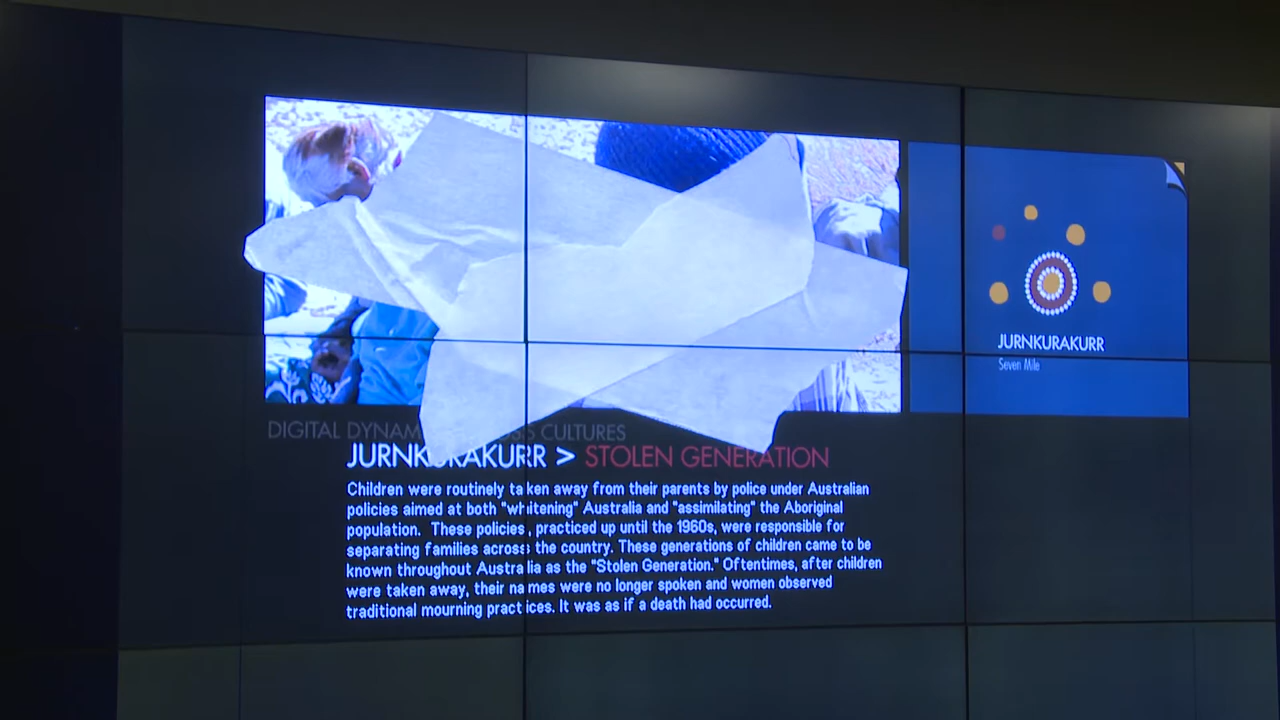 DIGITAL DYNAM
CULTURES
JURNKURAKURR > STOLEN GENERATION
Children were routinely taken away from their parents by police under Australian
policies aimed at both "whitening" Australia and "assimilating" the Aboriginal
population. These policies, practiced up until the 1960s, were responsible for
separating families across the country. These generations of children came to be
known throughout Australia as the "Stolen Generation." Oftentimes, after children
were taken away, their names were no longer spoken and women observed
traditional mourning practices. It was as if a death had occurred.
JURNKURAKURR
Seven Mile